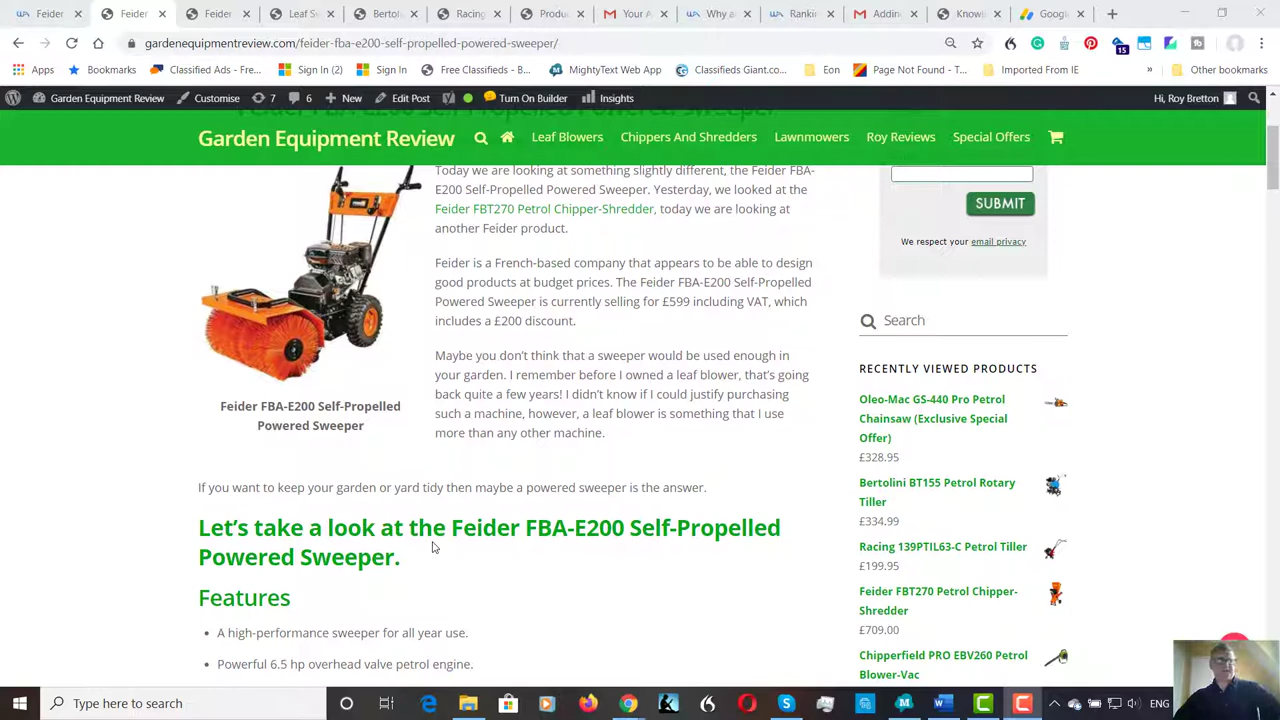 Feider
Feider
Feider
Leaf S
Bertol
Racing
Produc
Your A
Why a
Rankin
Addin
Knowl
Google
gardenequipmentreview.com/feider-fba-e200-self-propelled-powered-sweeper/
15
Apps Bookmarks Classified Ads - Fre... Sign In (2) Sign In Free Classifieds - B... MightyText Web App Classifieds Giant.co... Eon Page Not Found - T... Imported From IE » Other bookmarks
Garden Equipment Review Customise 7 6 New Edit Post Turn On Builder Insights Hi, Roy Bretton
Garden Equipment Review Leaf Blowers Chippers And Shredders Lawnmowers Roy Reviews Special Offers
Today we are looking at something slightly different, the Feider FBA-
E200 Self-Propelled Powered Sweeper. Yesterday, we looked at the
Feider FBT270 Petrol Chipper-Shredder, today we are looking at
another Feider product.
Feider is a French-based company that appears to be able to design
good products at budget prices. The Feider FBA-E200 Self-Propelled
Powered Sweeper is currently selling for £599 including VAT, which
includes a £200 discount.
Maybe you don't think that a sweeper would be used enough in
your garden. I remember before I owned a leaf blower, that's going
back quite a few years! I didn't know if I could justify purchasing
such a machine, however, a leaf blower is something that I use
more than any other machine.
Feider FBA-E200 Self-Propelled
Powered Sweeper
If you want to keep your garden or yard tidy then maybe a powered sweeper is the answer.
Let's take a look at the Feider FBA-E200 Self-Propelled
Powered Sweeper.
Features
• A high-performance sweeper for all year use.
• Powerful 6.5 hp overhead valve petrol engine.
SUBMIT
We respect your email privacy
Search
RECENTLY VIEWED PRODUCTS
Oleo-Mac GS-440 Pro Petrol
Chainsaw (Exclusive Special
Offer)
£328.95
Bertolini BT155 Petrol Rotary
Tiller
£334.99
Racing 139PTIL63-C Petrol Tiller
£199.95
Feider FBT270 Petrol Chipper-
Shredder
£709.00
Chipperfield PRO EBV260 Petrol
Blower-Vac
Type here to search
ENG